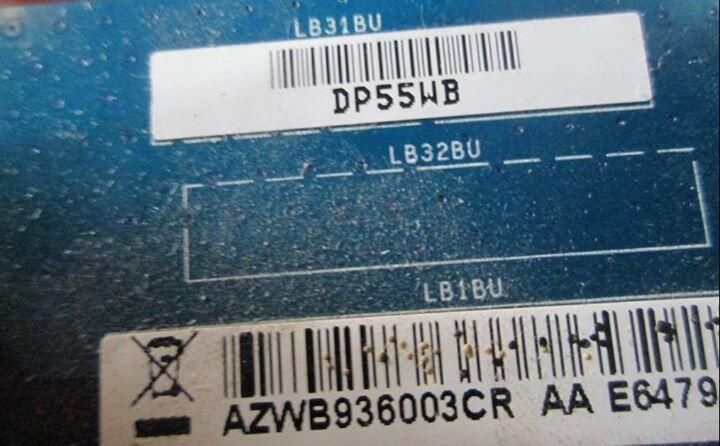 LB31BU
DP55WB
LB32BU
LB1BU
AZWB936003CR AA E6479